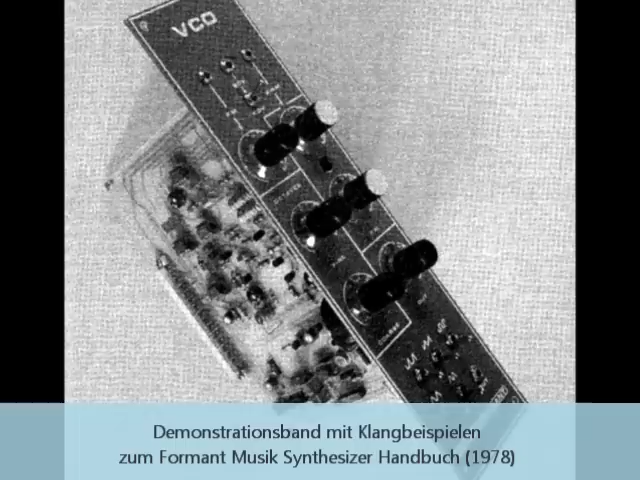 VCO
Demonstrationsband mit Klangbeispielen
zum Formant Musik Synthesizer Handbuch (1978)